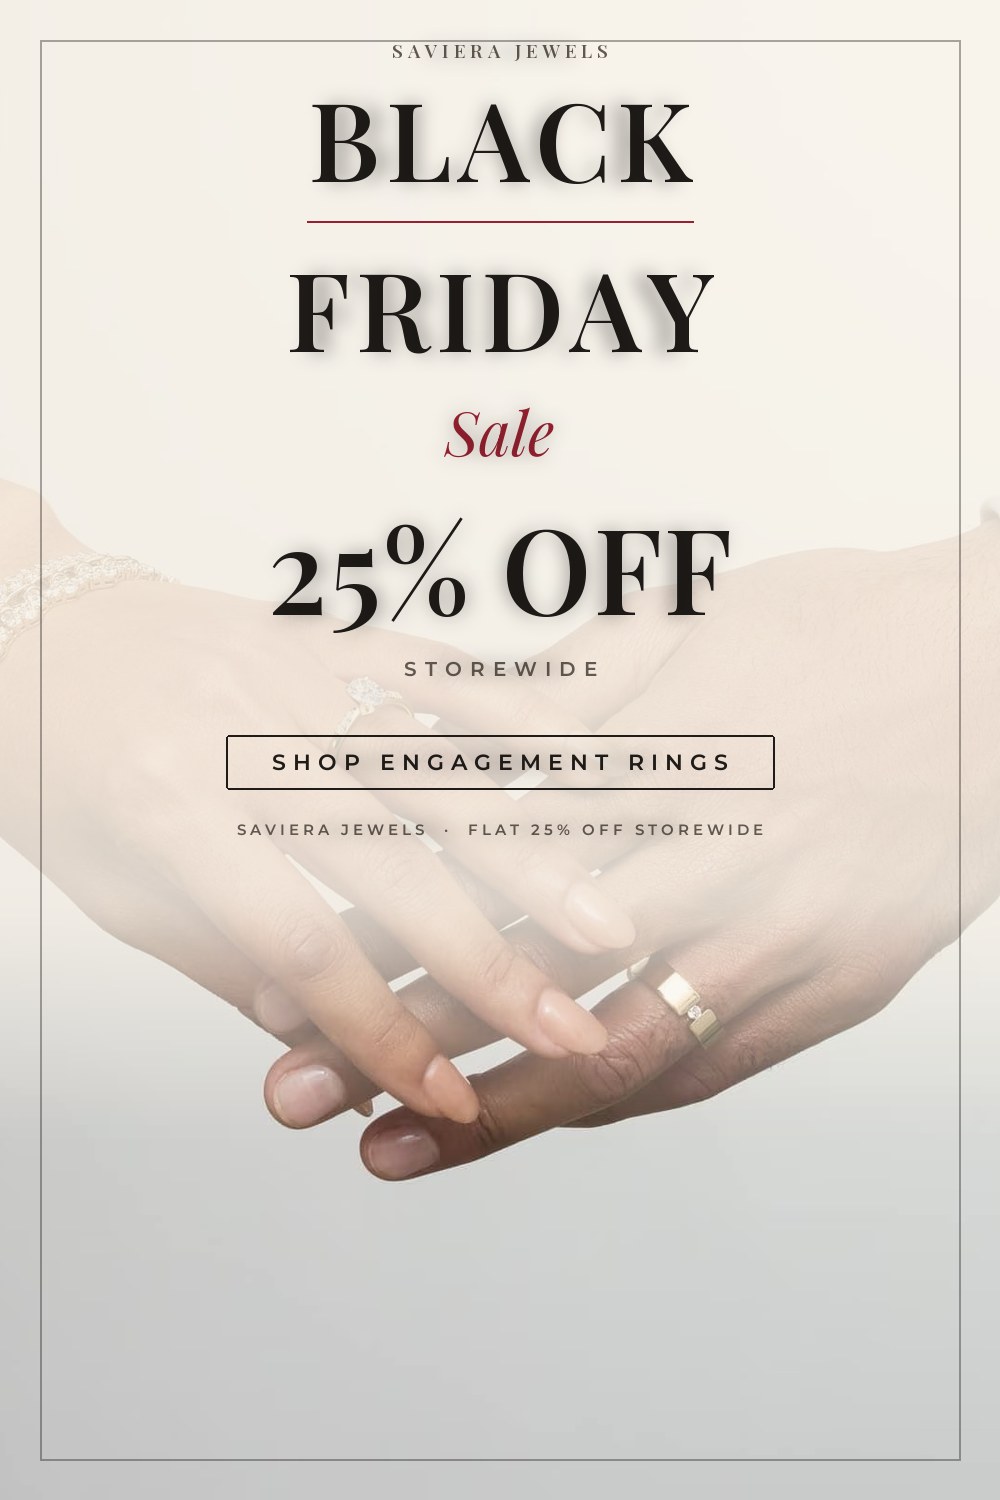 SAVIERA JEWELS
BLACK
FRIDAY
Sale
25% OFF
STOREWIDE
SHOP ENGAGEMENT RINGS
SAVIERA JEWELS · FLAT 25% OFF STOREWIDE